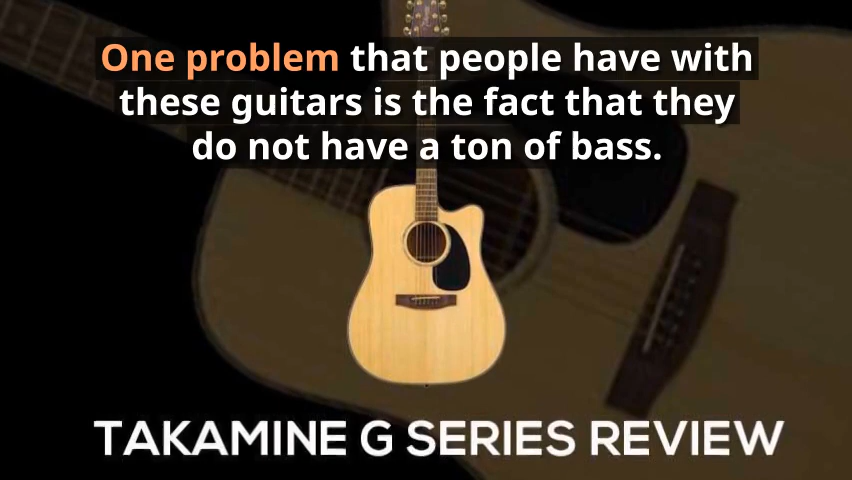 One problem that people have with
these guitars is the fact that they
do not have a ton of bass.
TAKAMINE G SERIES REVIEW